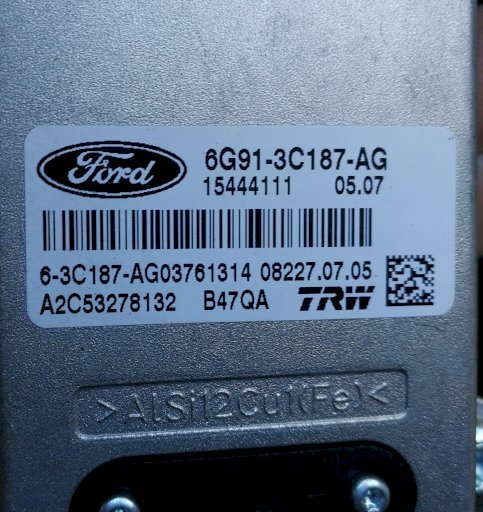 Ford
6G91-3C187-AG
15444111 05.07
6-3C187-AG03761314 08227.07.05
A2C53278132 B47QA TRW
>AlSi12Cu1(Fe)<